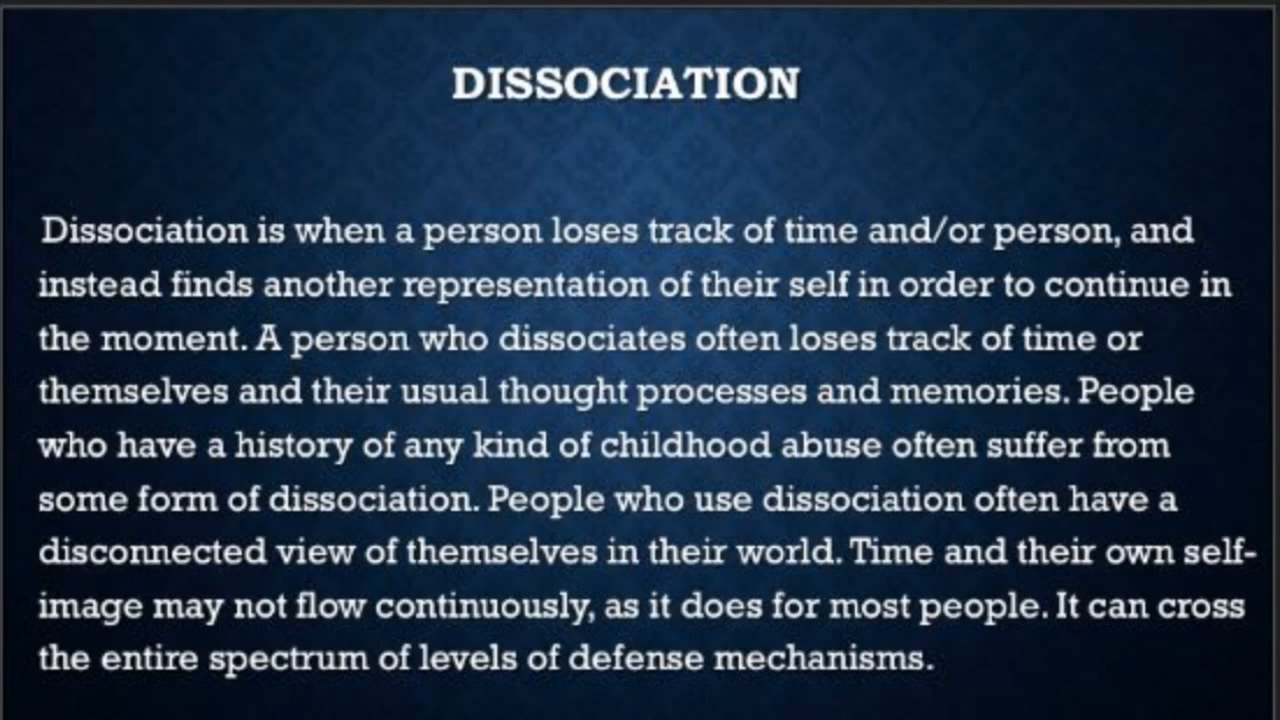 DISSOCIATION
Dissociation is when a person loses track of time and/or person, and
instead finds another representation of their self in order to continue in
the moment. A person who dissociates often loses track of time or
themselves and their usual thought processes and memories. People
who have a history of any kind of childhood abuse often suffer from
some form of dissociation. People who use dissociation often have a
disconnected view of themselves in their world. Time and their own self-
image may not flow continuously, as it does for most people. It can cross
the entire spectrum of levels of defense mechanisms.